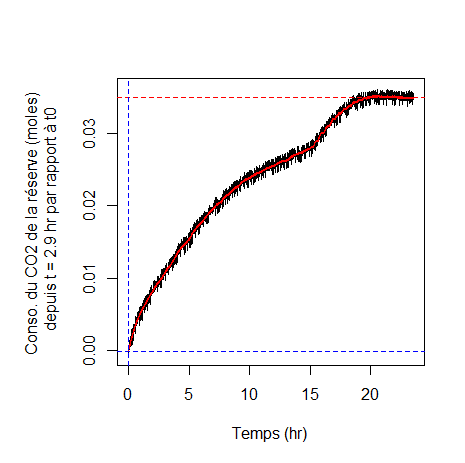 Conso. du CO2 de la réserve (moles)
depuis t = 2.9 hr par rapport à t0
0.03
0.02
0.01
0.00
0 5 10 15 20
Temps (hr)